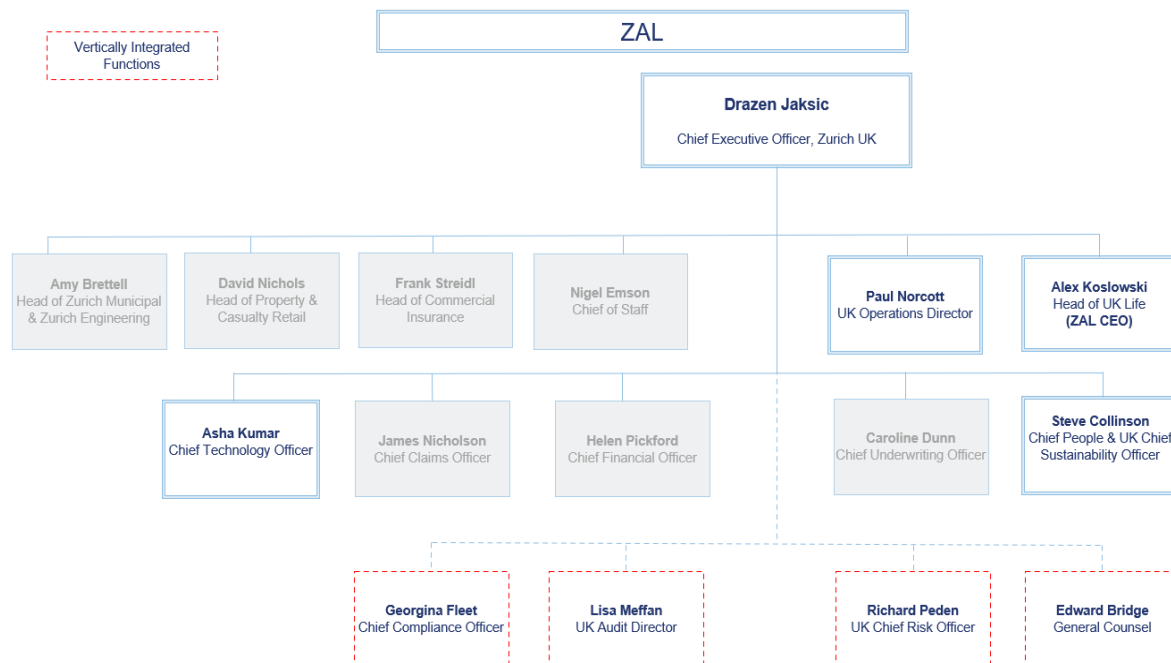 ZAL
Vertically Integrated
Functions
Drazen Jaksic
Chief Executive Officer, Zurich UK
Amy Brettell
Head of Zurich Municipal
& Zurich Engineering
David Nichols
Head of Property &
Casualty Retail
Frank Streidl
Head of Commercial
Insurance
Nigel Emson
Chief of Staff
Paul Norcott
UK Operations Director
Alex Koslowski
Head of UK Life
(ZAL CEO)
Asha Kumar
Chief Technology Officer
James Nicholson
Chief Claims Officer
Helen Pickford
Chief Financial Officer
Caroline Dunn
Chief Underwriting Officer
Steve Collinson
Chief People & UK Chief
Sustainability Officer
Georgina Fleet
Chief Compliance Officer
Lisa Meffan
UK Audit Director
Richard Peden
UK Chief Risk Officer
Edward Bridge
General Counsel